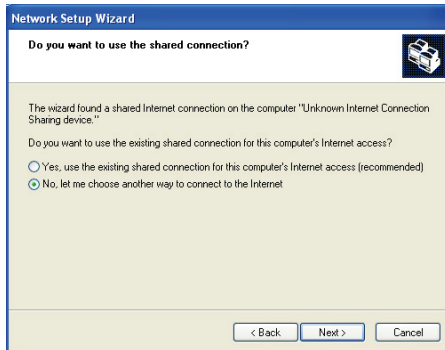 Network Setup Wizard
Do you want to use the shared connection?
The wizard found a shared Internet connection on the computer "Unknown Internet Connection
Sharing device."
Do you want to use the existing shared connection for this computer's Internet access?
Yes, use the existing shared connection for this computer's Internet access (recommended)
No, let me choose another way to connect to the Internet
< Back Next > Cancel